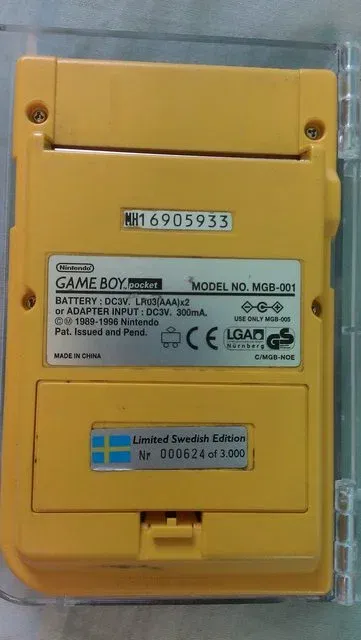 MH16905933
Nintendo
GAME BOY pocket MODEL NO. MGB-001
BATTERY : DC3V. LR03(AAA)x2
or ADAPTER INPUT : DC3V. 300mA.
USE ONLY MGB-005
©Ⓜ 1989-1996 Nintendo
Pat. Issued and Pend.
CE
LGA
Nürnberg
GS
MADE IN CHINA
C/MGB-NOE
Limited Swedish Edition
Nr 000624 of 3.000